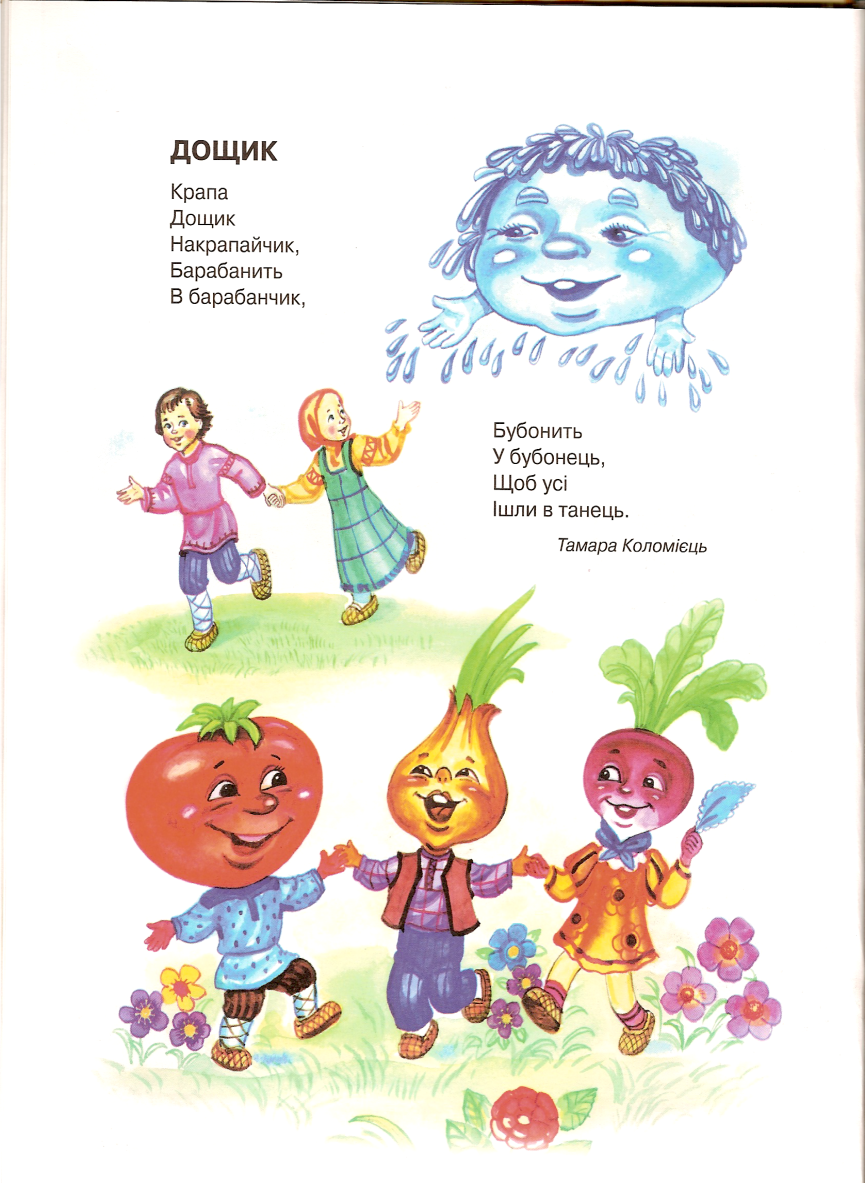 ДОЩИК
Крапа
Дощик
Накрапайчик,
Барабанить
В барабанчик,
Бубонить
У бубонець,
Щоб усі
Ішли в танець.
Тамара Коломієць